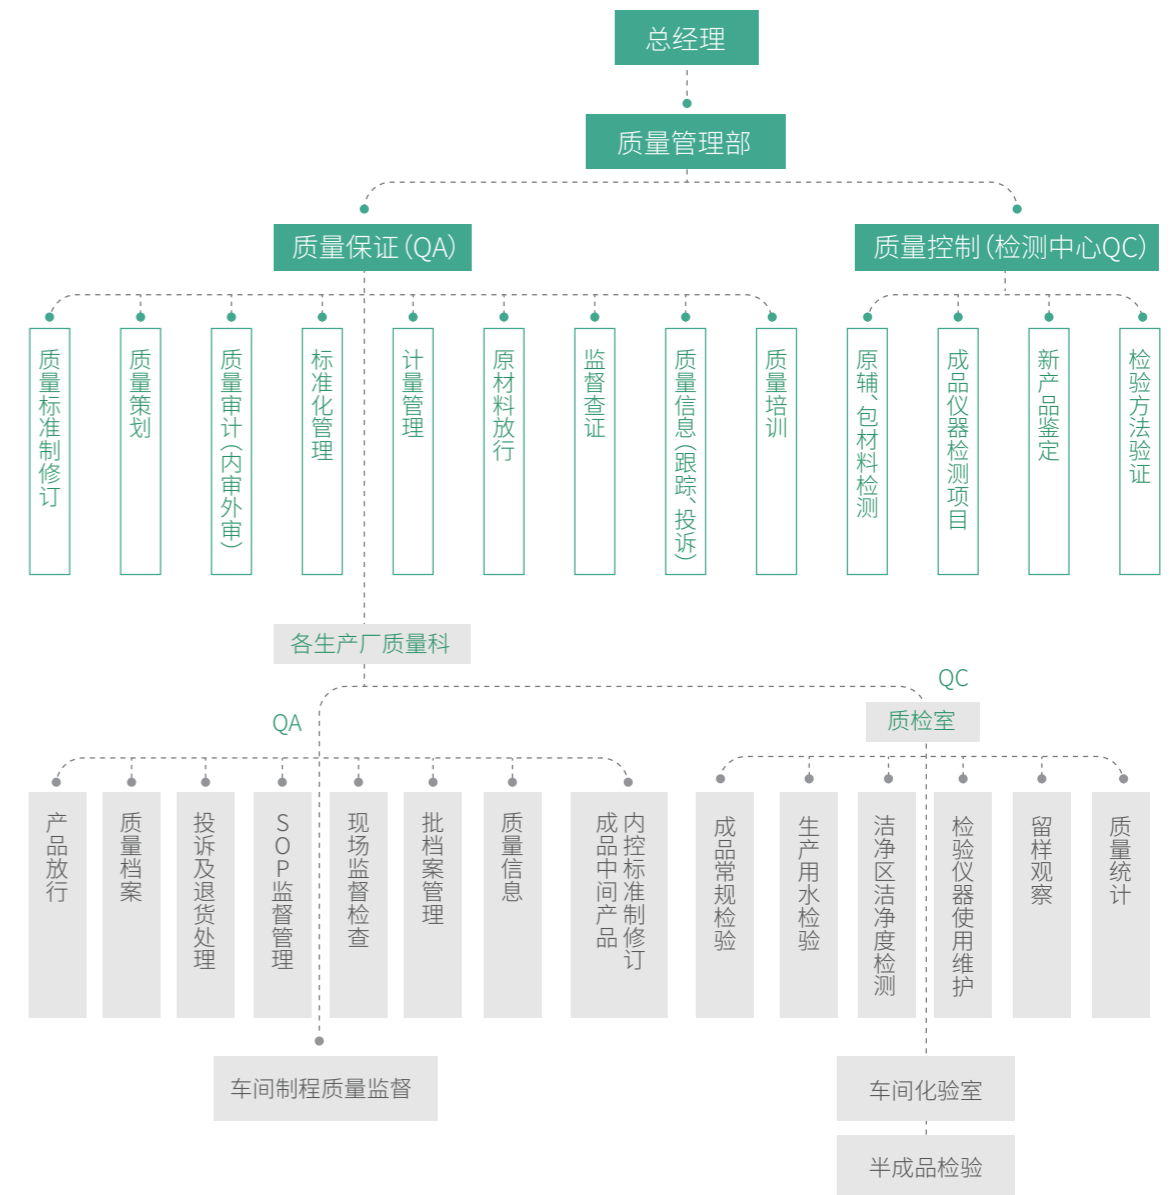 总经理
质量管理部
质量保证（QA）
质量控制（检测中心QC）
质量标准制修订
质量策划
质量审计（内审外审）
标准化管理
计量管理
原材料放行
监督查证
质量信息（跟踪、投诉）
质量培训
原辅、包材料检测
成品仪器检测项目
新产品鉴定
检验方法验证
各生产厂质量科
QC
质检室
QA
产品放行
质量档案
投诉及退货处理
SOP监督管理
现场监督检查
批档案管理
质量信息
内控标准制修订
成品中间产品
成品常规检验
生产用水检验
洁净区洁净度检测
检验仪器使用维护
留样观察
质量统计
车间制程质量监督
车间化验室
半成品检验